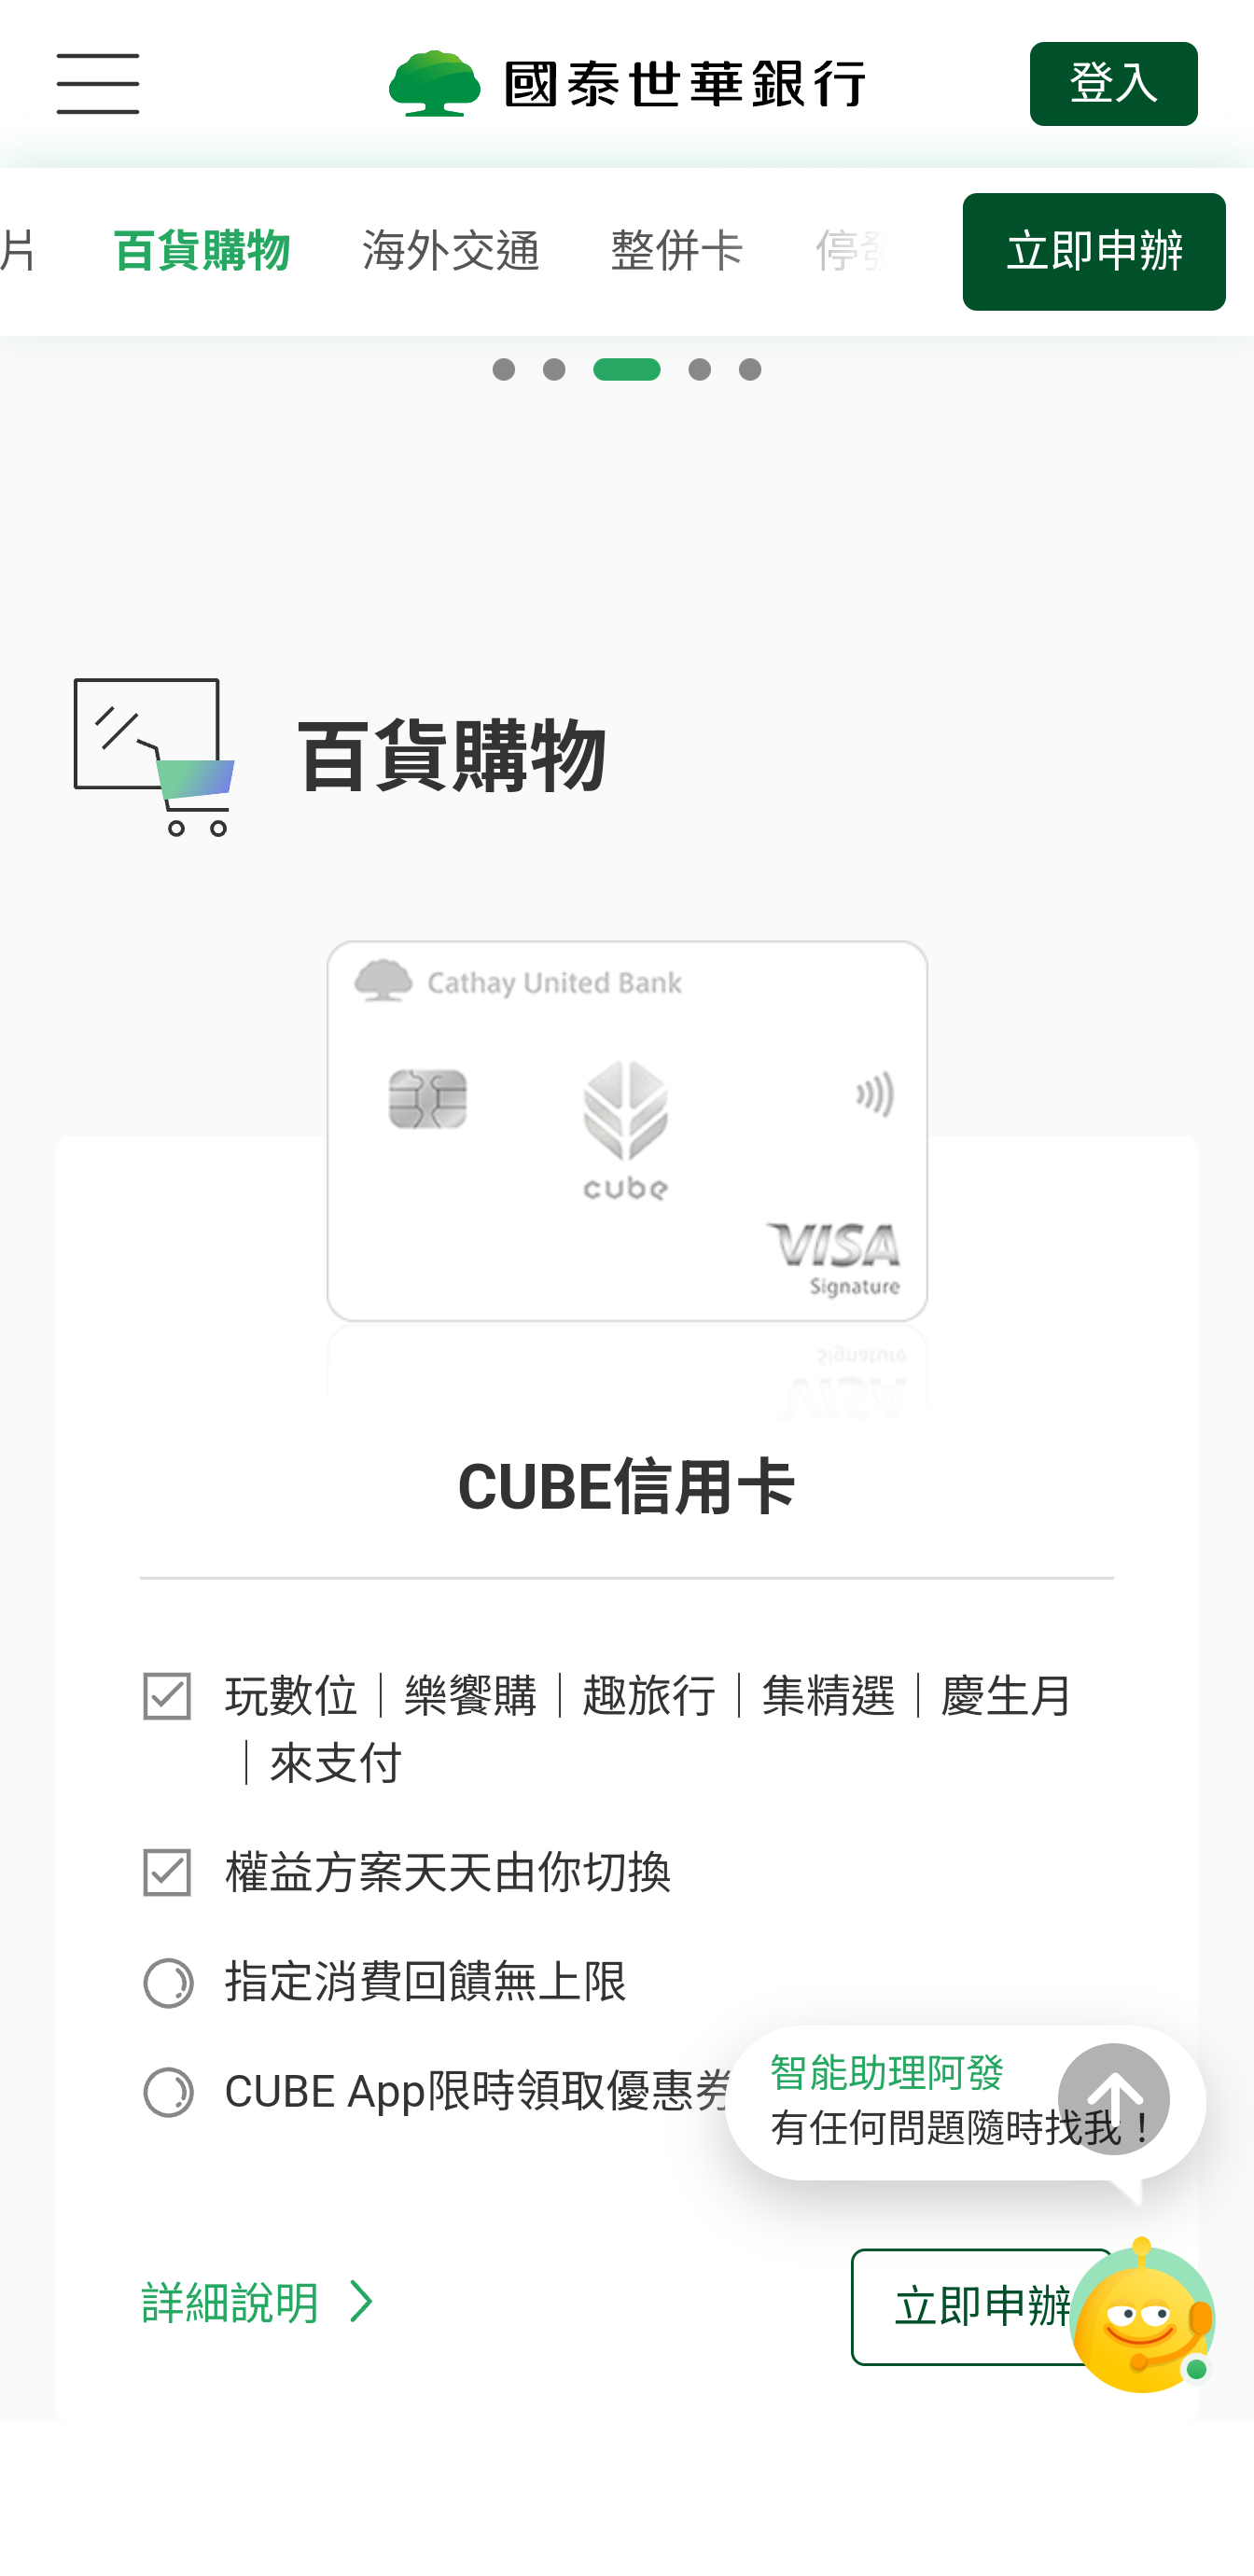 國泰世華銀行
登入
片 百貨購物 海外交通 整併卡 停發 立即申辦
百貨購物
Cathay United Bank
cube
VISA
Signature
CUBE信用卡
玩數位｜樂饗購｜趣旅行｜集精選｜慶生月
｜來支付
權益方案天天由你切換
指定消費回饋無上限
CUBE App限時領取優惠券
智能助理阿發
有任何問題隨時找我！
詳細說明
立即申辦